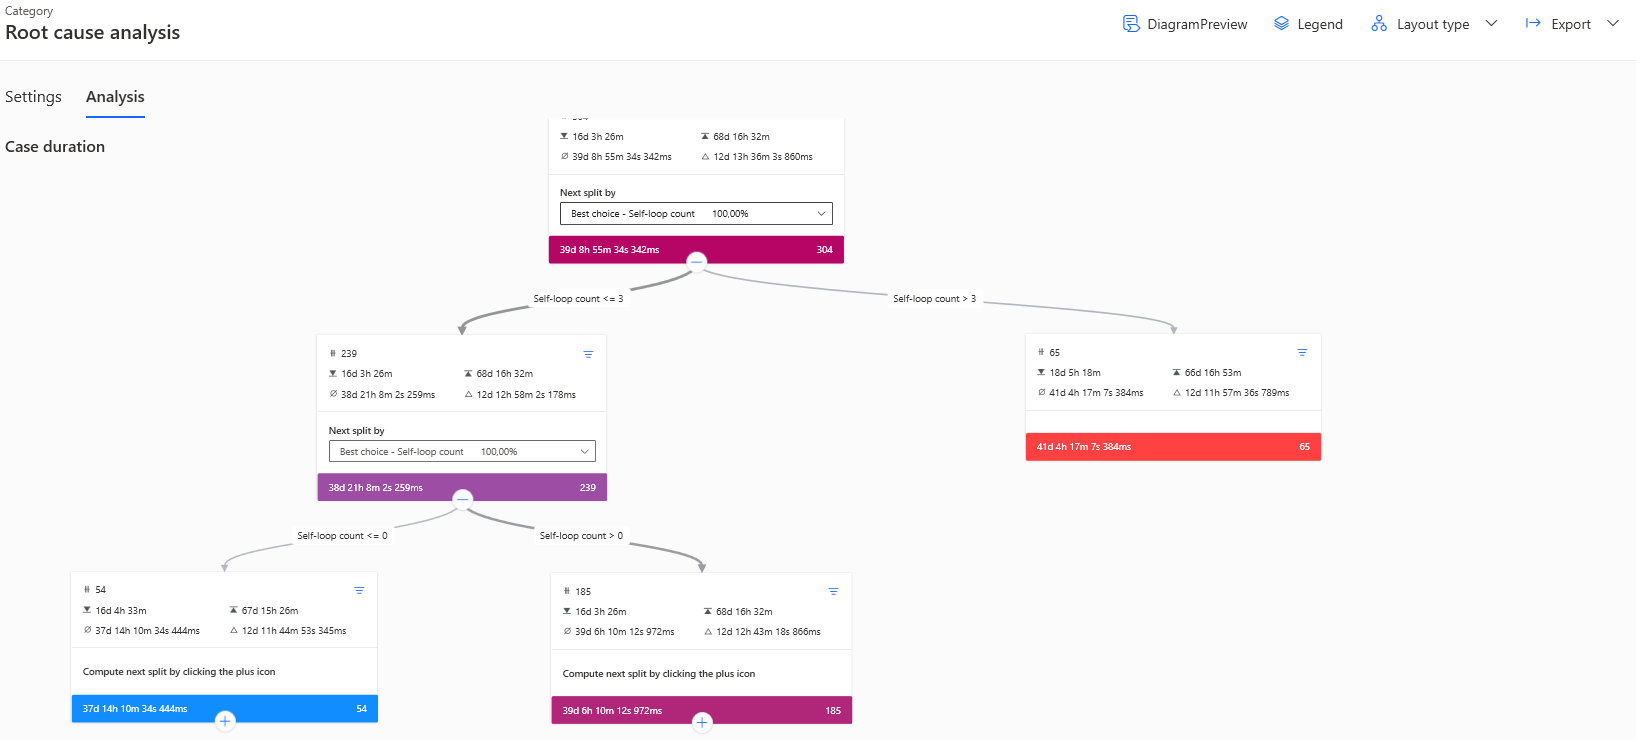 Category
Root cause analysis
DiagramPreview
Legend
Layout type
Export
Settings
Analysis
Case duration
16d 3h 26m
68d 16h 32m
39d 8h 55m 34s 342ms
12d 13h 36m 3s 860ms
Next split by
Best choice - Self-loop count 100,00%
39d 8h 55m 34s 342ms 304
Self-loop count <= 3
Self-loop count > 3
# 239
16d 3h 26m
68d 16h 32m
Ø 38d 21h 8m 2s 259ms
△ 12d 12h 58m 2s 178ms
Next split by
Best choice - Self-loop count 100,00%
38d 21h 8m 2s 259ms 239
# 65
18d 5h 18m
66d 16h 53m
Ø 41d 4h 17m 7s 384ms
△ 12d 11h 57m 36s 789ms
41d 4h 17m 7s 384ms 65
Self-loop count <= 0
Self-loop count > 0
# 54
16d 4h 33m
67d 15h 26m
Ø 37d 14h 10m 34s 444ms
△ 12d 11h 44m 53s 345ms
Compute next split by clicking the plus icon
37d 14h 10m 34s 444ms 54
# 185
16d 3h 26m
68d 16h 32m
Ø 39d 6h 10m 12s 972ms
△ 12d 12h 43m 18s 866ms
Compute next split by clicking the plus icon
39d 6h 10m 12s 972ms 185